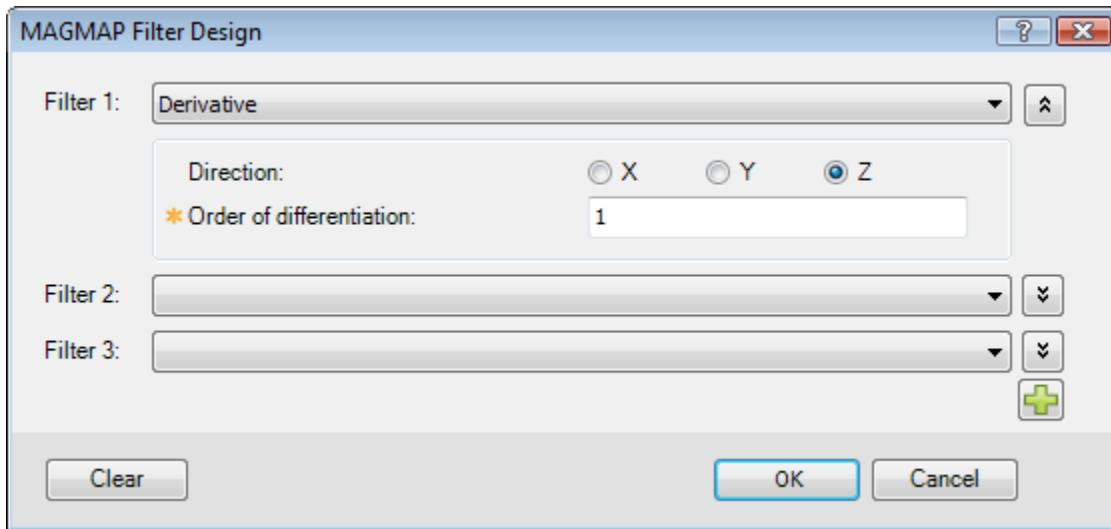 MAGMAP Filter Design
Filter 1: Derivative
Direction: X Y Z
* Order of differentiation: 1
Filter 2:
Filter 3:
Clear OK Cancel